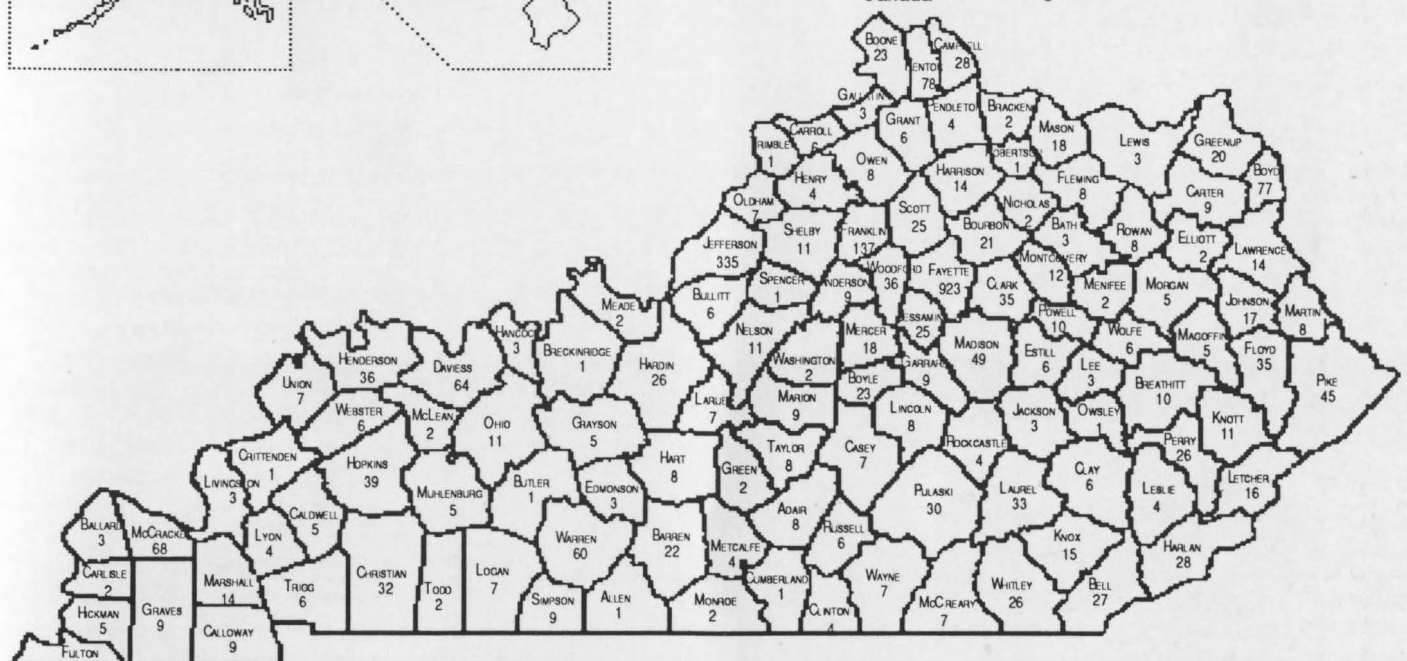 BOONE
23
CAMPBELL
28
ENTON
78
GALLATIN
3
GRANT
6
ENDLETON
4
BRACKEN
2
MASON
18
LEWIS
3
GREENUP
20
BOYD
77
CARTER
9
CARROLL
6
RIMBLE
1
OWEN
8
HARRISON
14
OBERTSON
1
FLEMING
8
HENRY
4
OLDHAM
7
NICHOLAS
2
ROWAN
8
ELLIOTT
2
LAWRENCE
14
SHELBY
11
FRANKLIN
137
SCOTT
25
BOURBON
21
BATH
3
JEFFERSON
335
MONTGOMERY
12
WOODFORD
36
FAYETTE
923
CLARK
35
MENIFEE
2
MORGAN
5
JOHNSON
17
MARTIN
8
SPENCER
1
NDERSON
9
BULLITT
6
MEADE
2
ESSAMIN
25
POWELL
10
WOLFE
6
MAGOFFIN
5
FLOYD
35
PIKE
45
NELSON
11
MERCER
18
MADISON
49
ESTILL
6
LEE
3
BREATHITT
10
WASHINGTON
2
GARRARD
9
HANCOCK
3
BRECKINRIDGE
1
HARDIN
26
HENDERSON
36
DAVIESS
64
UNION
7
BOYLE
23
LARUE
7
MARION
9
LINCOLN
8
JACKSON
3
OWSLEY
1
KNOTT
11
WEBSTER
6
MCLEAN
2
OHIO
11
GRAYSON
5
CASEY
7
ROCKCASTLE
4
PERRY
26
TAYLOR
8
HART
8
GREEN
2
CRITTENDEN
1
HOPKINS
39
LIVINGSTON
3
MUHLENBURG
5
BUTLER
1
EDMONSON
3
PULASKI
30
LAUREL
33
CLAY
6
LESLIE
4
LETCHER
16
ADAIR
8
RUSSELL
6
CALDWELL
5
LYON
4
BALLARD
3
MCCRACKE
68
WARREN
60
BARREN
22
METCALFE
4
KNOX
15
HARLAN
28
CARLISLE
2
MARSHALL
14
TRIGG
6
CHRISTIAN
32
TODD
2
LOGAN
7
CUMBERLAND
1
WAYNE
7
WHITLEY
26
BELL
27
HICKMAN
5
GRAVES
9
SIMPSON
9
ALLEN
1
MONROE
2
CLINTON
4
MCCREARY
7
CALLOWAY
9
FULTON